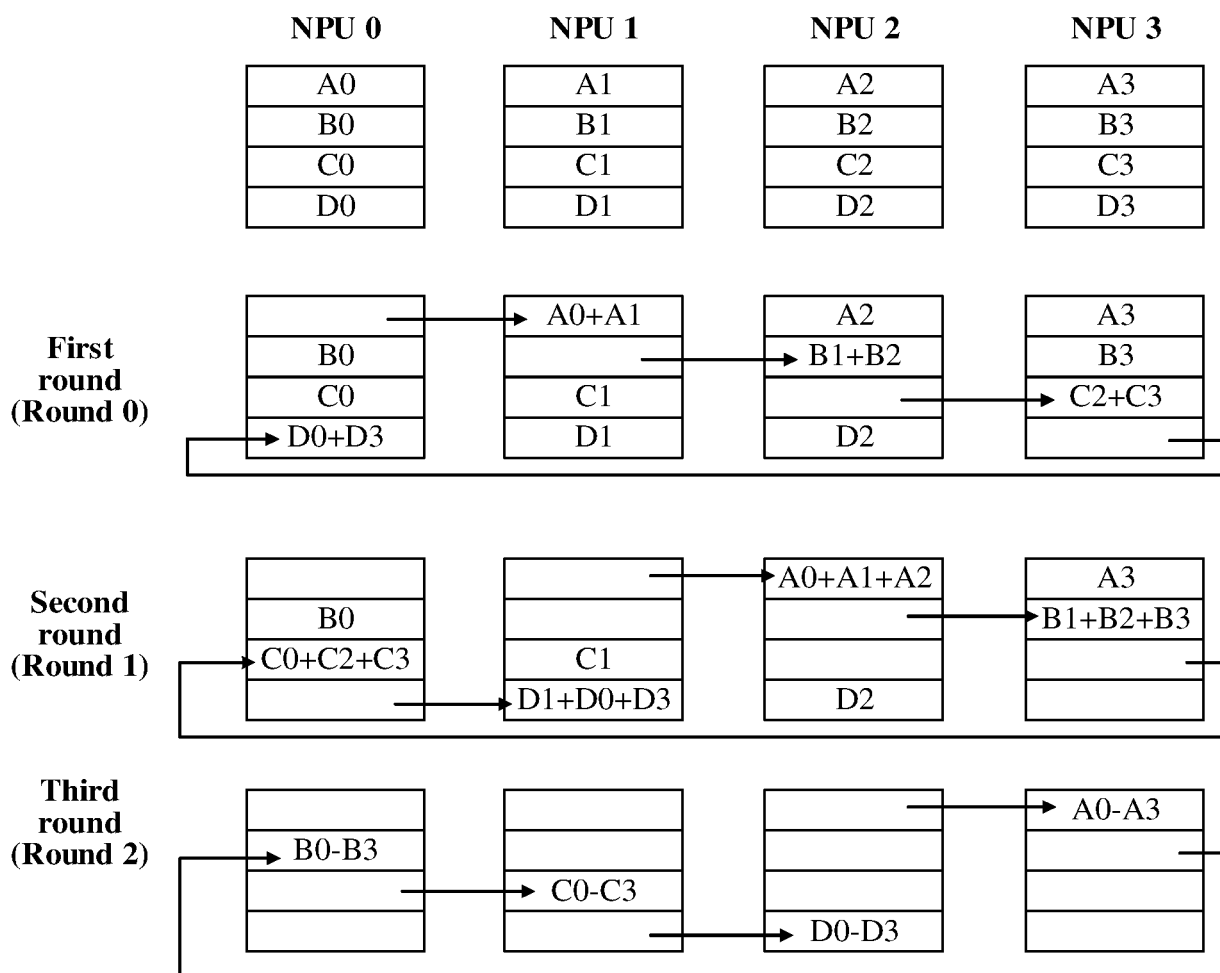 NPU 0 NPU 1 NPU 2 NPU 3
A0 A1 A2 A3
B0 B1 B2 B3
C0 C1 C2 C3
D0 D1 D2 D3
First
round
(Round 0)
A0+A1 A2 A3
B0 B1+B2 B3
C0 C1 C2+C3
D0+D3 D1 D2
Second
round
(Round 1)
A0+A1+A2 A3
B0 B1+B2+B3
C0+C2+C3 C1
D1+D0+D3 D2
Third
round
(Round 2)
A0-A3
B0-B3
C0-C3
D0-D3